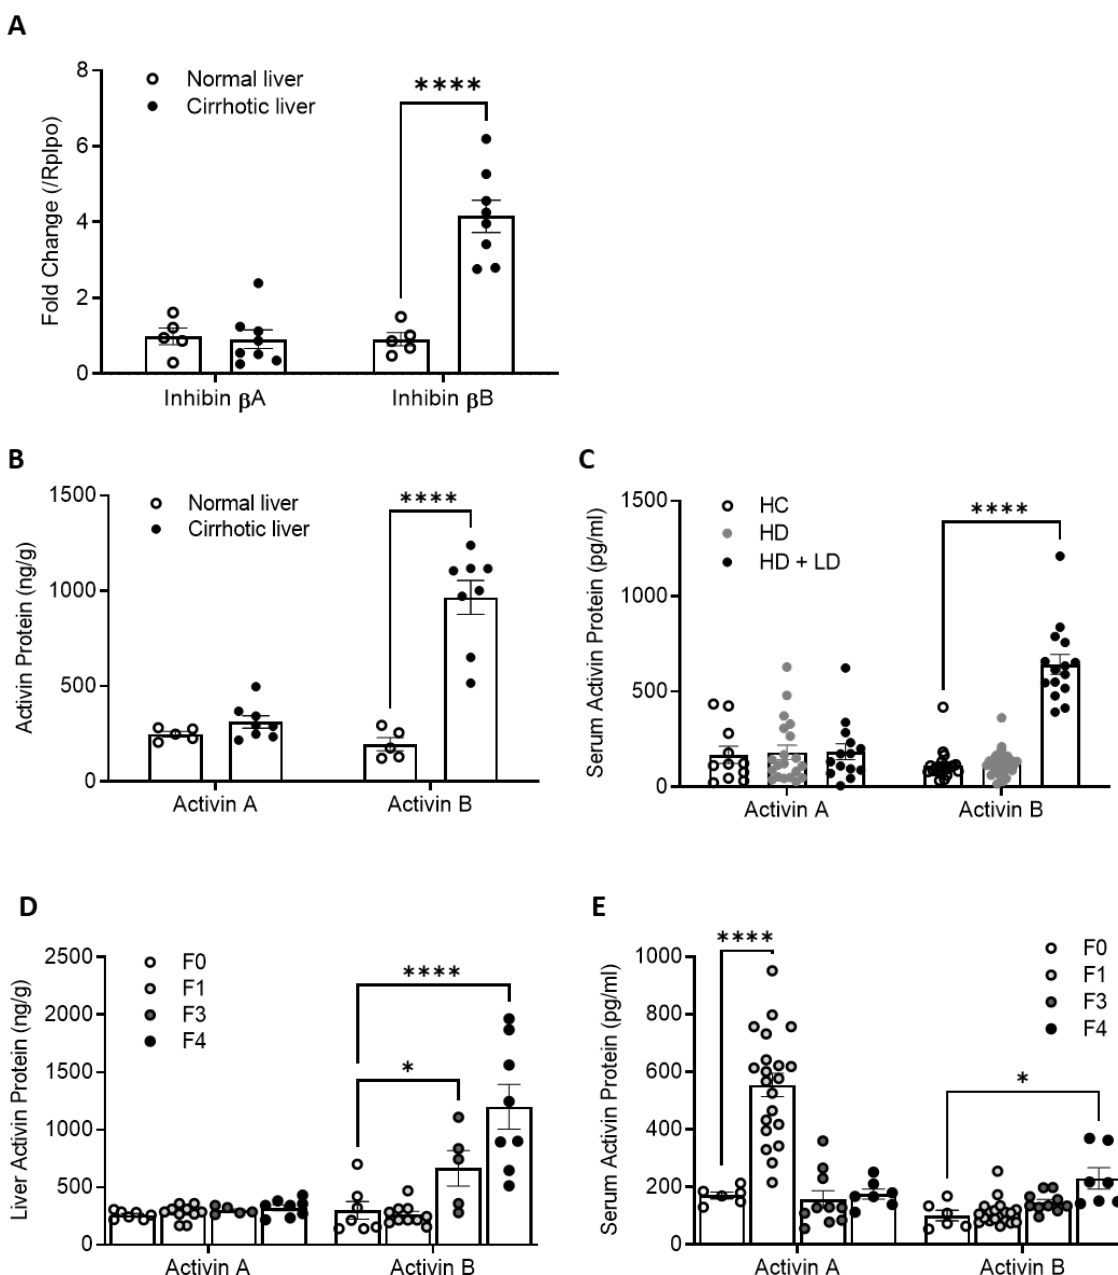 A
Fold Change (/Rplpo)
8
6
4
2
0
Normal liver
Cirrhotic liver
****
Inhibin βA
Inhibin βB
B
Activin Protein (ng/g)
1500
1000
500
0
Normal liver
Cirrhotic liver
****
Activin A
Activin B
C
Serum Activin Protein (pg/ml)
1500
1000
500
0
HC
HD
HD + LD
****
Activin A
Activin B
D
Liver Activin Protein (ng/g)
2500
2000
1500
1000
500
0
F0
F1
F3
F4
****
*
Activin A
Activin B
E
Serum Activin Protein (pg/ml)
1000
800
600
400
200
0
****
F0
F1
F3
F4
*
Activin A
Activin B